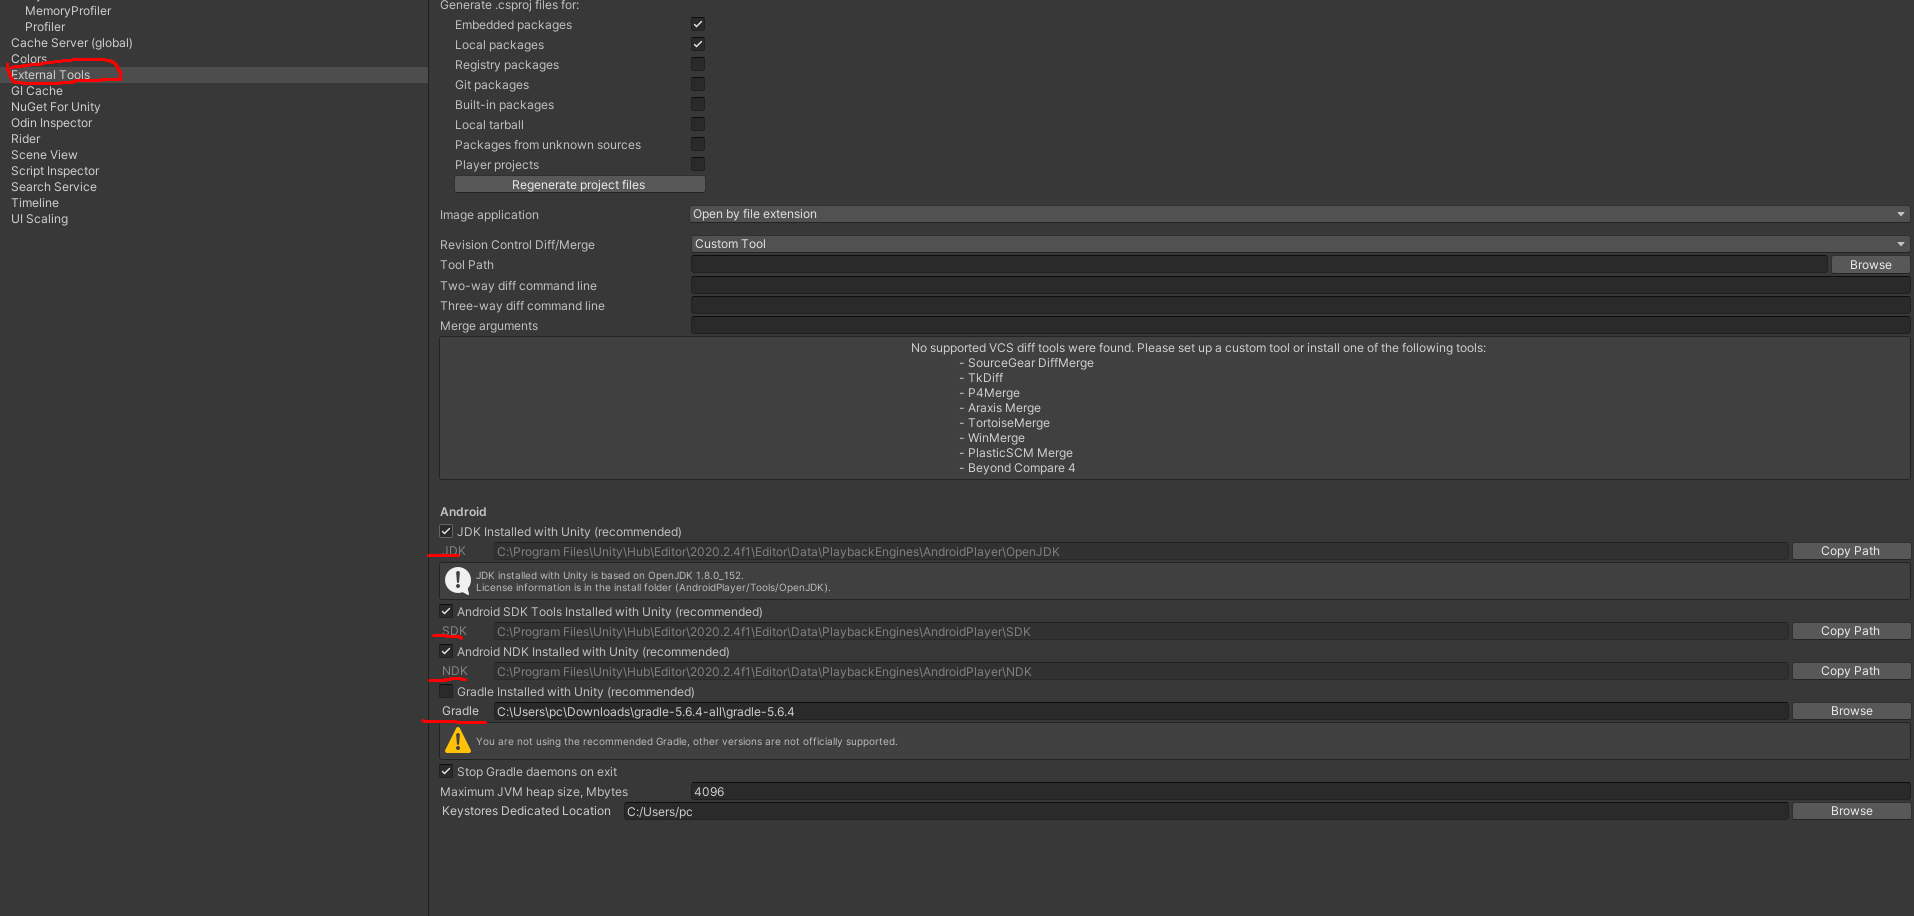 MemoryProfiler
Profiler
Cache Server (global)
Colors
External Tools
GI Cache
NuGet For Unity
Odin Inspector
Rider
Scene View
Script Inspector
Search Service
Timeline
UI Scaling
Generate .csproj files for:
Embedded packages
Local packages
Registry packages
Git packages
Built-in packages
Local tarball
Packages from unknown sources
Player projects
Regenerate project files
Image application Open by file extension
Revision Control Diff/Merge Custom Tool
Tool Path Browse
Two-way diff command line
Three-way diff command line
Merge arguments
No supported VCS diff tools were found. Please set up a custom tool or install one of the following tools:
- SourceGear DiffMerge
- TkDiff
- P4Merge
- Araxis Merge
- TortoiseMerge
- WinMerge
- PlasticSCM Merge
- Beyond Compare 4
Android
JDK Installed with Unity (recommended)
JDK C:\Program Files\Unity\Hub\Editor\2020.2.4f1\Editor\Data\PlaybackEngines\AndroidPlayer\OpenJDK Copy Path
JDK installed with Unity is based on OpenJDK 1.8.0_152.
License information is in the install folder (AndroidPlayer/Tools/OpenJDK).
Android SDK Tools Installed with Unity (recommended)
SDK C:\Program Files\Unity\Hub\Editor\2020.2.4f1\Editor\Data\PlaybackEngines\AndroidPlayer\SDK Copy Path
Android NDK Installed with Unity (recommended)
NDK C:\Program Files\Unity\Hub\Editor\2020.2.4f1\Editor\Data\PlaybackEngines\AndroidPlayer\NDK Copy Path
Gradle Installed with Unity (recommended)
Gradle C:\Users\pc\Downloads\gradle-5.6.4-all\gradle-5.6.4 Browse
You are not using the recommended Gradle, other versions are not officially supported.
Stop Gradle daemons on exit
Maximum JVM heap size, Mbytes 4096
Keystores Dedicated Location C:/Users/pc Browse